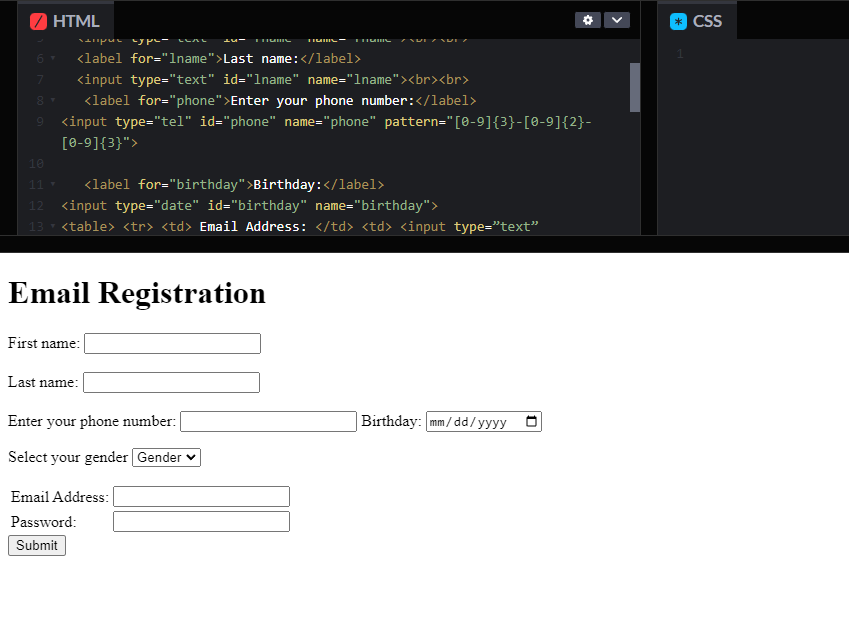 HTML
CSS
5 <input type="text" id="fname" name="fname"><br><br>
6 <label for="lname">Last name:</label>
7 <input type="text" id="lname" name="lname"><br><br>
8 <label for="phone">Enter your phone number:</label>
9 <input type="tel" id="phone" name="phone" pattern="[0-9]{3}-[0-9]{2}-
[0-9]{3}">
10
11 <label for="birthday">Birthday:</label>
12 <input type="date" id="birthday" name="birthday">
13 <table> <tr> <td> Email Address: </td> <td> <input type=”text”
1
Email Registration
First name:
Last name:
Enter your phone number: Birthday: mm/dd/yyyy
Select your gender Gender
Email Address:
Password:
Submit